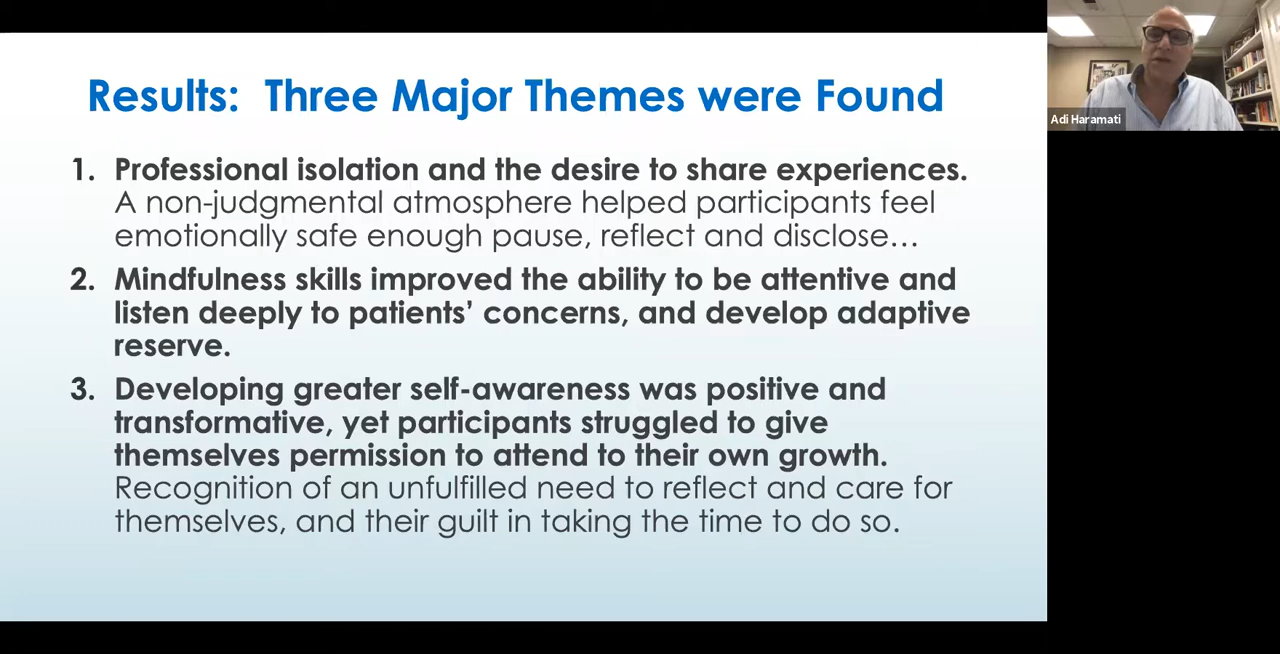 Results:  Three Major Themes were Found
1. Professional isolation and the desire to share experiences.
A non-judgmental atmosphere helped participants feel
emotionally safe enough pause, reflect and disclose...
2. Mindfulness skills improved the ability to be attentive and
listen deeply to patients’ concerns, and develop adaptive
reserve.
3. Developing greater self-awareness was positive and
transformative, yet participants struggled to give
themselves permission to attend to their own growth.
Recognition of an unfulfilled need to reflect and care for
themselves, and their guilt in taking the time to do so.
Adi Haramati